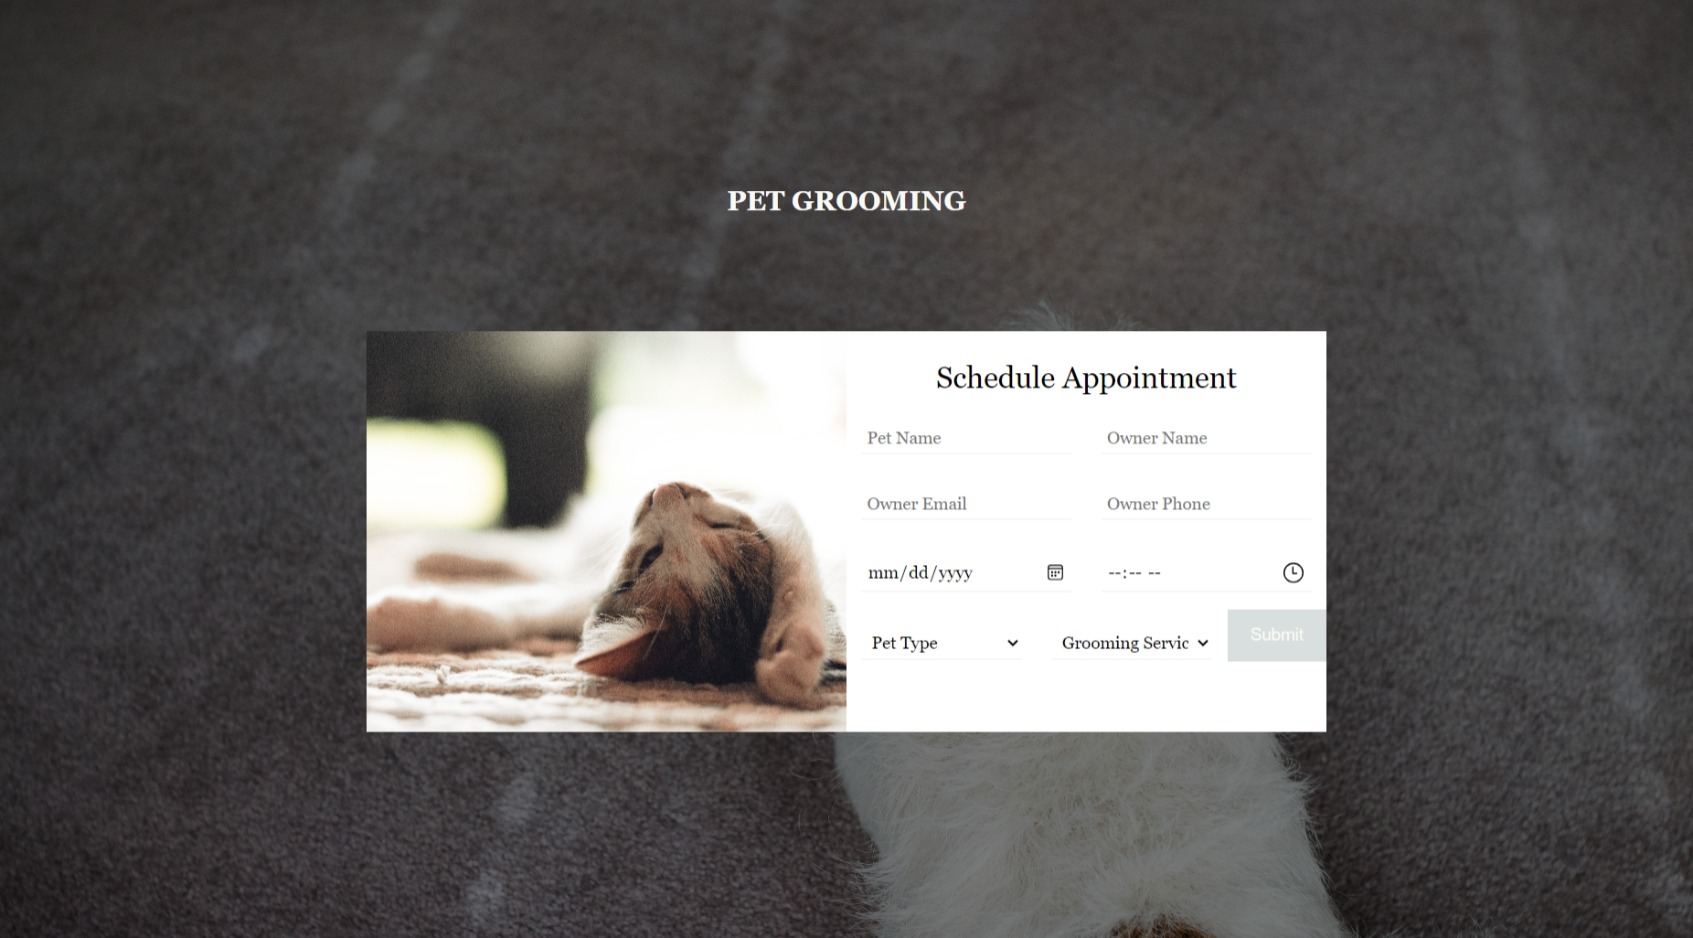 PET GROOMING
Schedule Appointment
Pet Name Owner Name
Owner Email Owner Phone
mm/dd/yyyy --:-- --
Pet Type Grooming Servic Submit